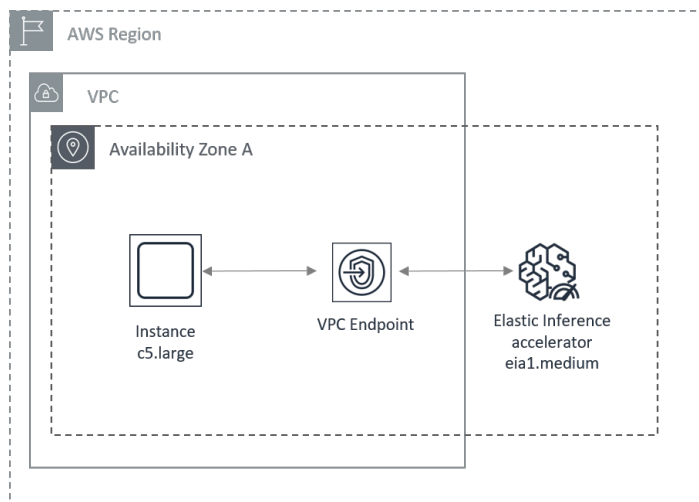 AWS Region
VPC
Availability Zone A
Instance
c5.large
VPC Endpoint
Elastic Inference
accelerator
eia1.medium